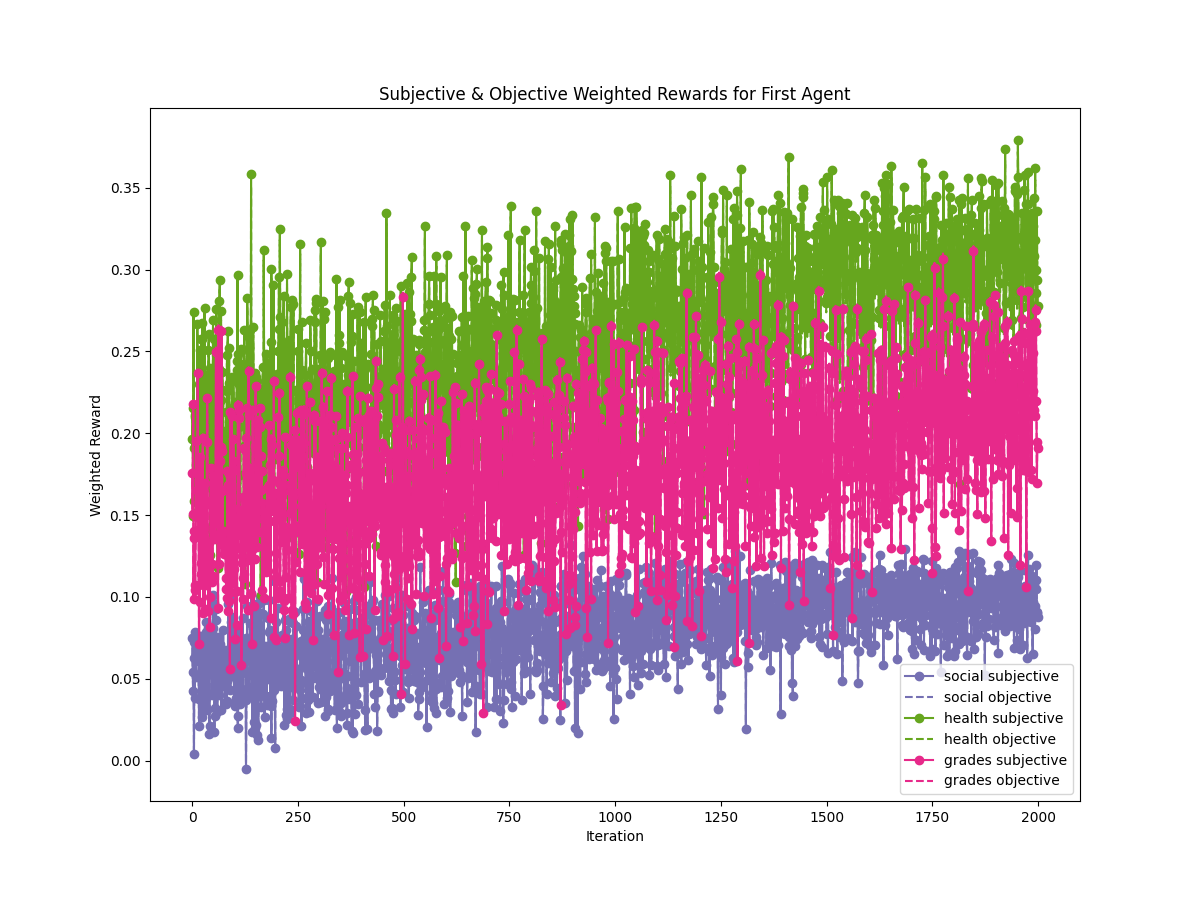 Subjective & Objective Weighted Rewards for First Agent
Weighted Reward
0.35
0.30
0.25
0.20
0.15
0.10
0.05
0.00
social subjective
social objective
health subjective
health objective
grades subjective
grades objective
0 250 500 750 1000 1250 1500 1750 2000
Iteration